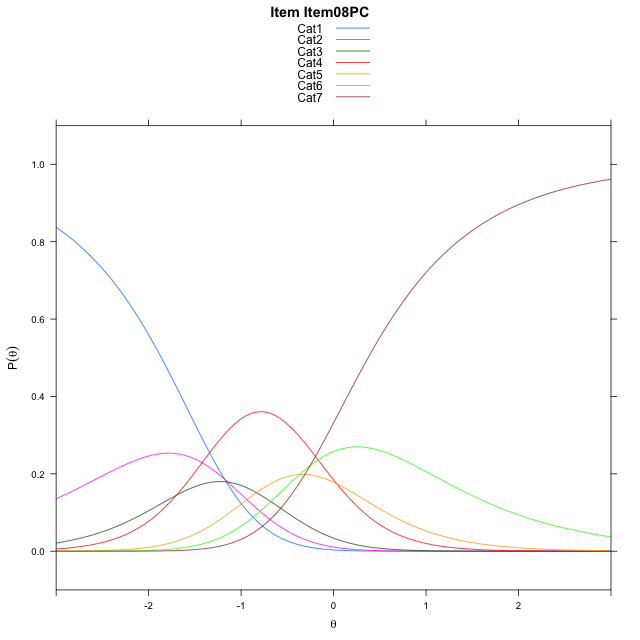 Item Item08PC
Cat1
Cat2
Cat3
Cat4
Cat5
Cat6
Cat7
1.0
0.8
0.6
0.4
0.2
0.0
P(θ)
-2 -1 0 1 2
θ